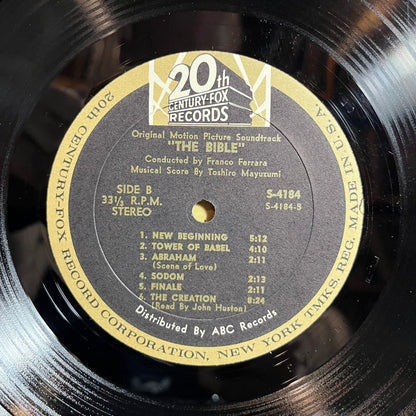 20th
CENTURY-FOX
RECORDS
Original Motion Picture Soundtrack
"THE BIBLE"
Conducted by Franco Ferrara
Musical Score By Toshiro Mayuzumi
SIDE B
33⅓ R.P.M.
STEREO
S-4184
S-4184-B
1. NEW BEGINNING 5:12
2. TOWER OF BABEL 4:10
3. ABRAHAM 2:11
(Scene of Love)
4. SODOM 2:13
5. FINALE 2:11
6. THE CREATION 8:24
(Read By John Huston)
Distributed By ABC Records
20th CENTURY-FOX RECORD CORPORATION, NEW YORK TMKS. REG. MADE IN U.S.A.